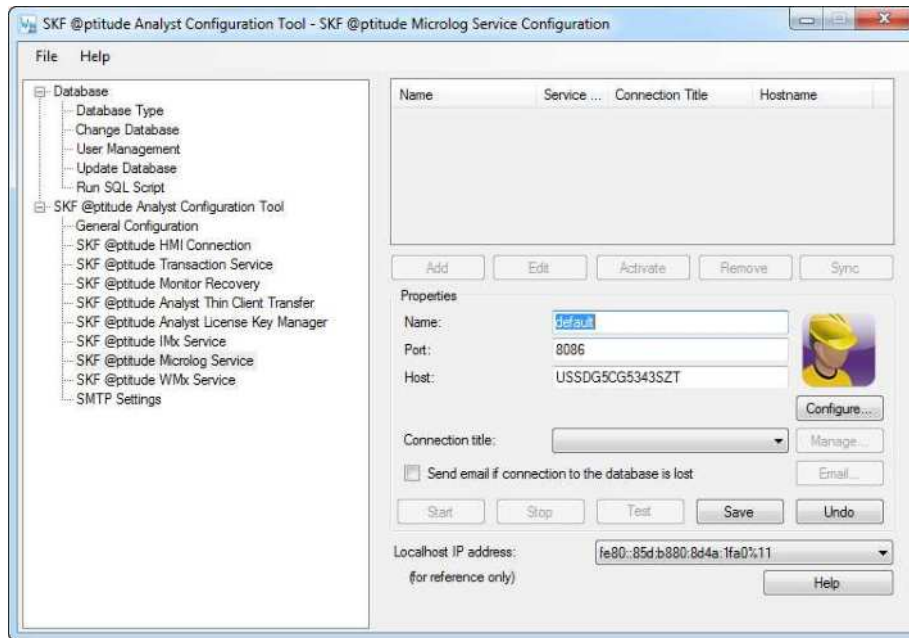 SKF @ptitude Analyst Configuration Tool - SKF @ptitude Microlog Service Configuration
File Help
Database
Database Type
Change Database
User Management
Update Database
Run SQL Script
SKF @ptitude Analyst Configuration Tool
General Configuration
SKF @ptitude HMI Connection
SKF @ptitude Transaction Service
SKF @ptitude Monitor Recovery
SKF @ptitude Analyst Thin Client Transfer
SKF @ptitude Analyst License Key Manager
SKF @ptitude IMx Service
SKF @ptitude Microlog Service
SKF @ptitude WMx Service
SMTP Settings
Name Service ... Connection Title Hostname
Add Edit Activate Remove Sync
Properties
Name: default
Port: 8086
Host: USSDG5CG5343SZT
Configure...
Connection title: Manage...
Send email if connection to the database is lost Email...
Start Stop Test Save Undo
Localhost IP address: fe80::85d:b880:8d4a:1fa0%11
(for reference only) Help